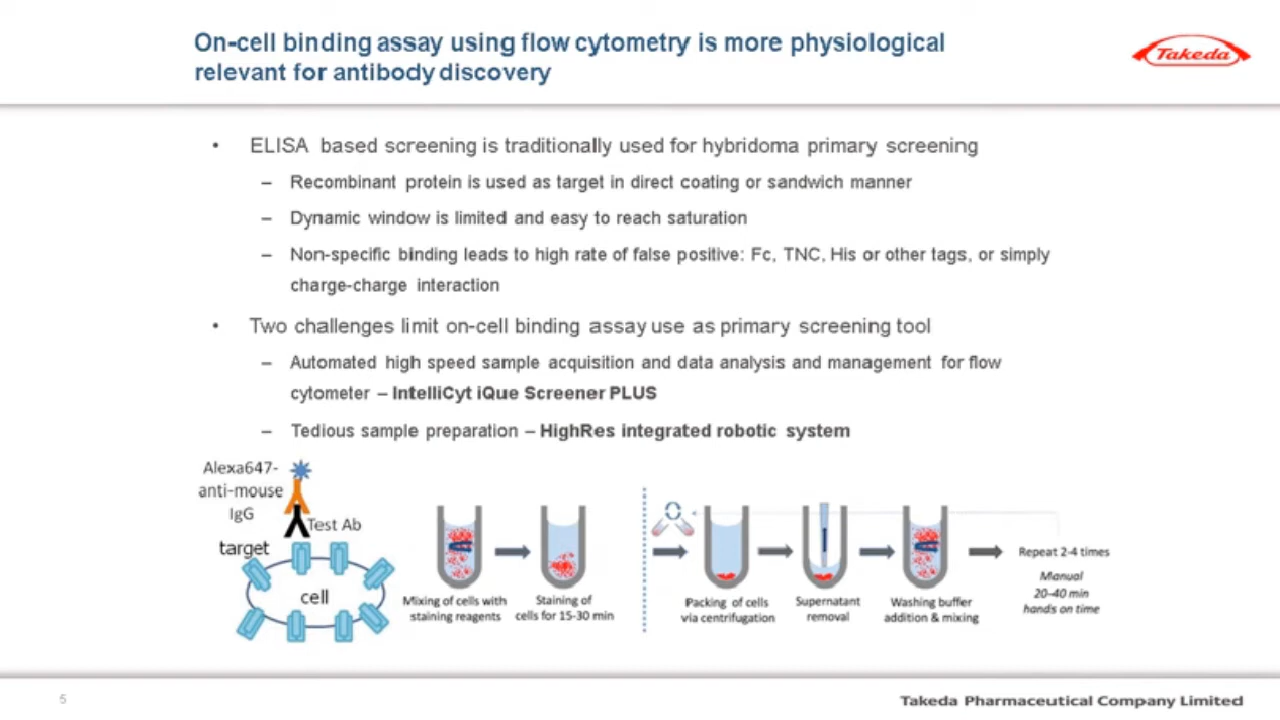 On-cell binding assay using flow cytometry is more physiological
relevant for antibody discovery
Takeda
• ELISA based screening is traditionally used for hybridoma primary screening
– Recombinant protein is used as target in direct coating or sandwich manner
– Dynamic window is limited and easy to reach saturation
– Non-specific binding leads to high rate of false positive: Fc, TNC, His or other tags, or simply
charge-charge interaction
• Two challenges limit on-cell binding assay use as primary screening tool
– Automated high speed sample acquisition and data analysis and management for flow
cytometer – IntelliCyt iQue Screener PLUS
– Tedious sample preparation – HighRes integrated robotic system
Alexa647-
anti-mouse
IgG
Test Ab
target
cell
Mixing of cells with
staining reagents
Staining of
cells for 15-30 min
Packing of cells
via centrifugation
Supernatant
removal
Washing buffer
addition & mixing
Repeat 2-4 times
Manual
20-40 min
hands on time
5
Takeda Pharmaceutical Company Limited